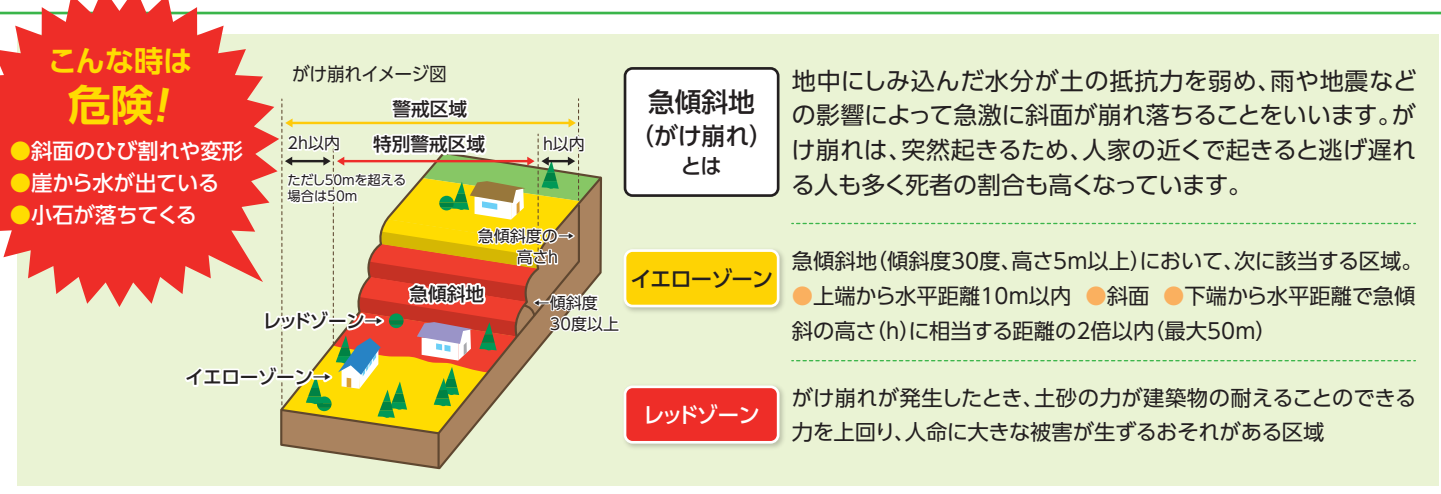 こんな時は
危険!
●斜面のひび割れや変形
●崖から水が出ている
●小石が落ちてくる
がけ崩れイメージ図
警戒区域
2h以内
特別警戒区域
h以内
ただし50mを超える
場合は50m
急傾斜度の→
高さh
急傾斜地
←傾斜度
30度以上
レッドゾーン→
イエローゾーン→
急傾斜地
(がけ崩れ)
とは
地中にしみ込んだ水分が土の抵抗力を弱め、雨や地震など
の影響によって急激に斜面が崩れ落ちることをいいます。が
け崩れは、突然起きるため、人家の近くで起きると逃げ遅れ
る人も多く死者の割合も高くなっています。
イエローゾーン
急傾斜地(傾斜度30度、高さ5m以上)において、次に該当する区域。
●上端から水平距離10m以内 ●斜面 ●下端から水平距離で急傾
斜の高さ(h)に相当する距離の2倍以内(最大50m)
レッドゾーン
がけ崩れが発生したとき、土砂の力が建築物の耐えることのできる
力を上回り、人命に大きな被害が生ずるおそれがある区域